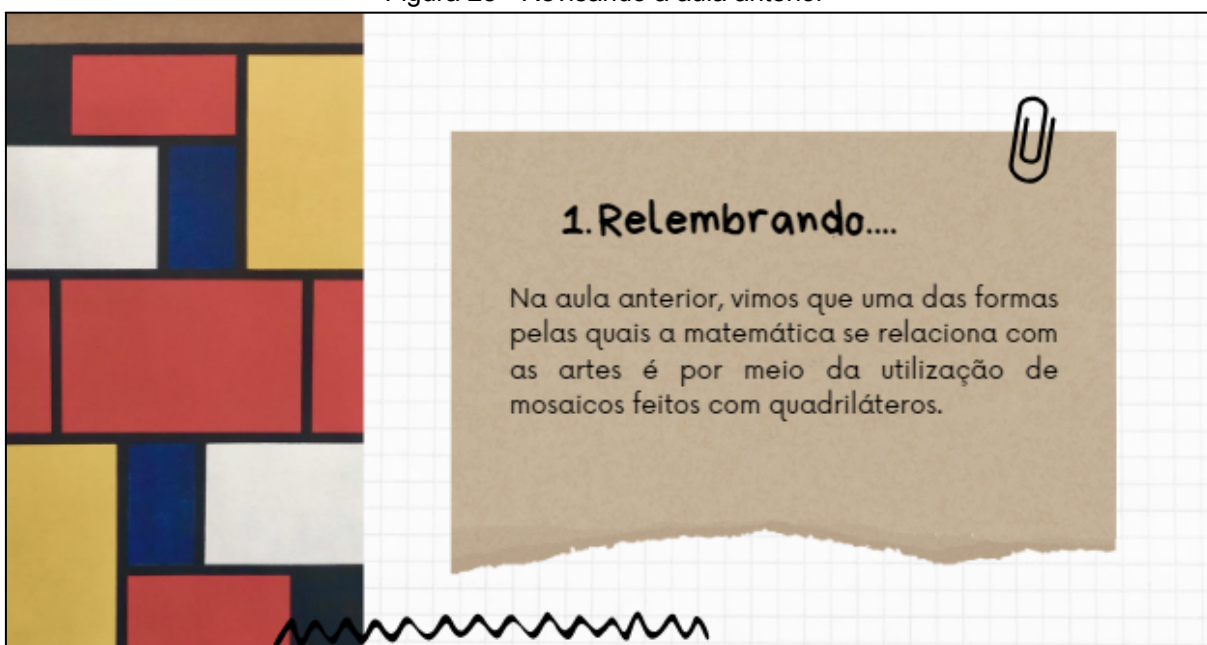 1. Relembrando....
Na aula anterior, vimos que uma das formas
pelas quais a matemática se relaciona com
as artes é por meio da utilização de
mosaicos feitos com quadriláteros.